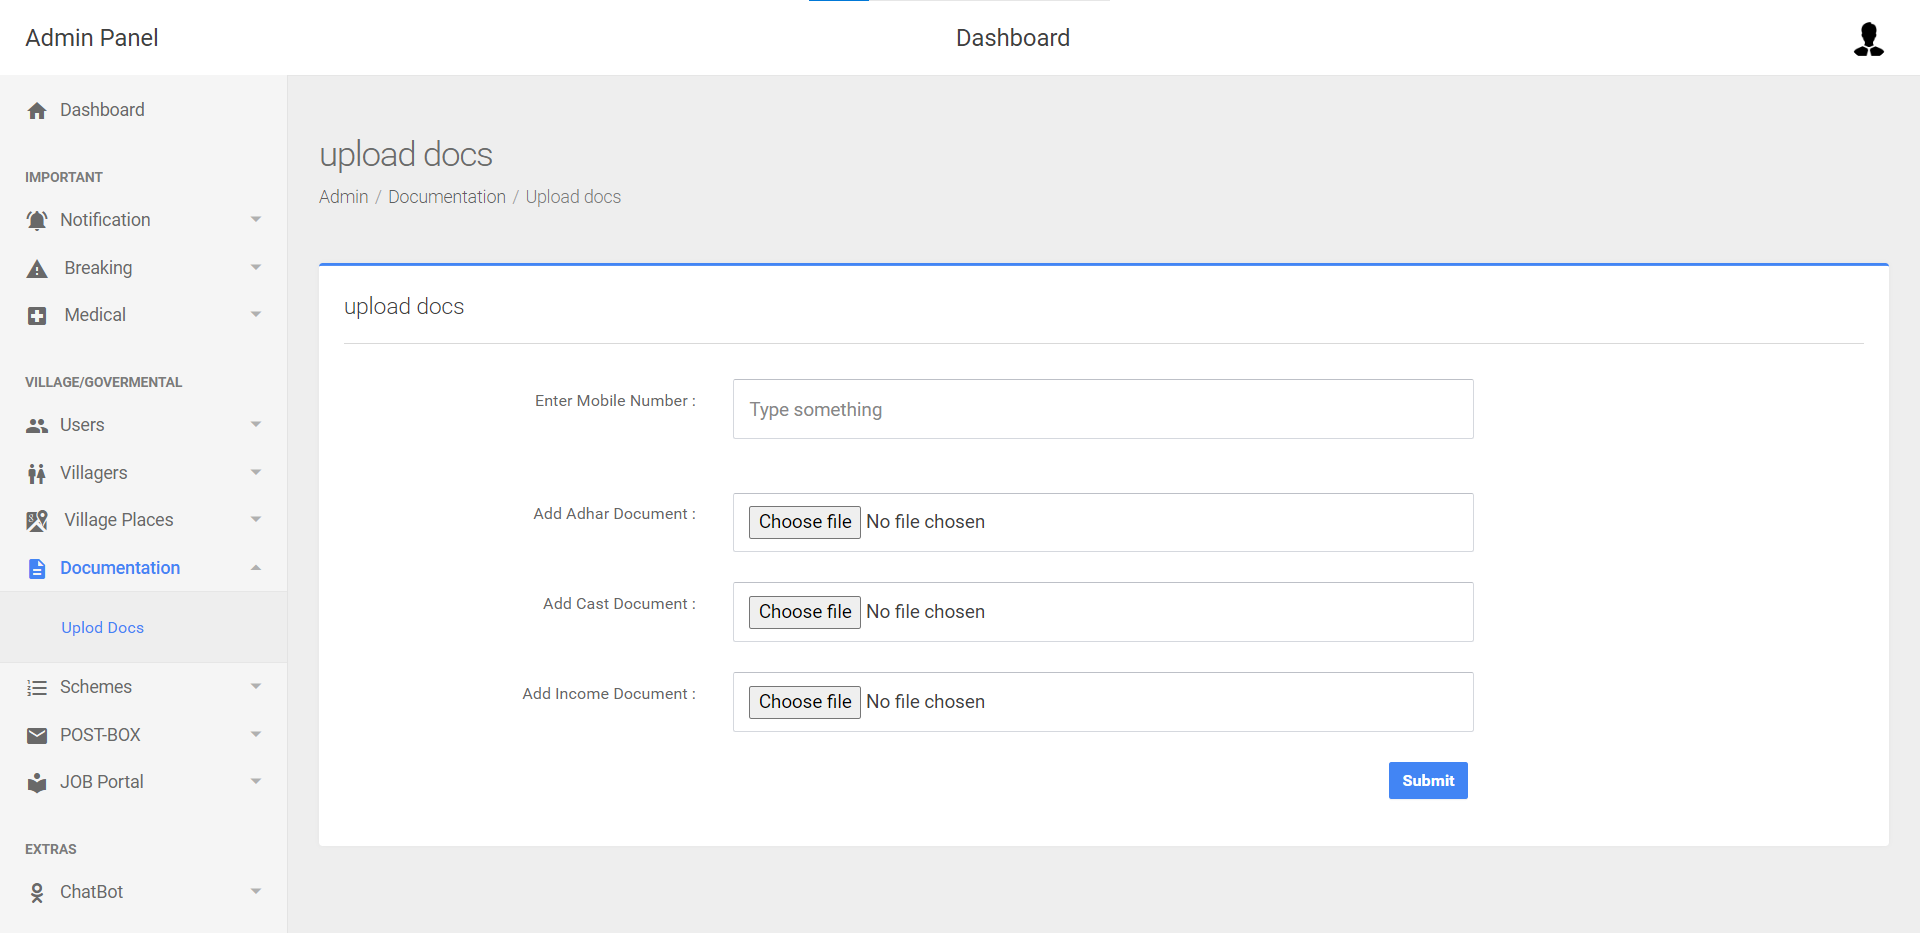 Admin Panel
Dashboard
Dashboard
IMPORTANT
Notification
Breaking
Medical
VILLAGE/GOVERMENTAL
Users
Villagers
Village Places
Documentation
Uplod Docs
Schemes
POST-BOX
JOB Portal
EXTRAS
ChatBot
upload docs
Admin / Documentation / Upload docs
upload docs
Enter Mobile Number :
Type something
Add Adhar Document :
Choose file No file chosen
Add Cast Document :
Choose file No file chosen
Add Income Document :
Choose file No file chosen
Submit